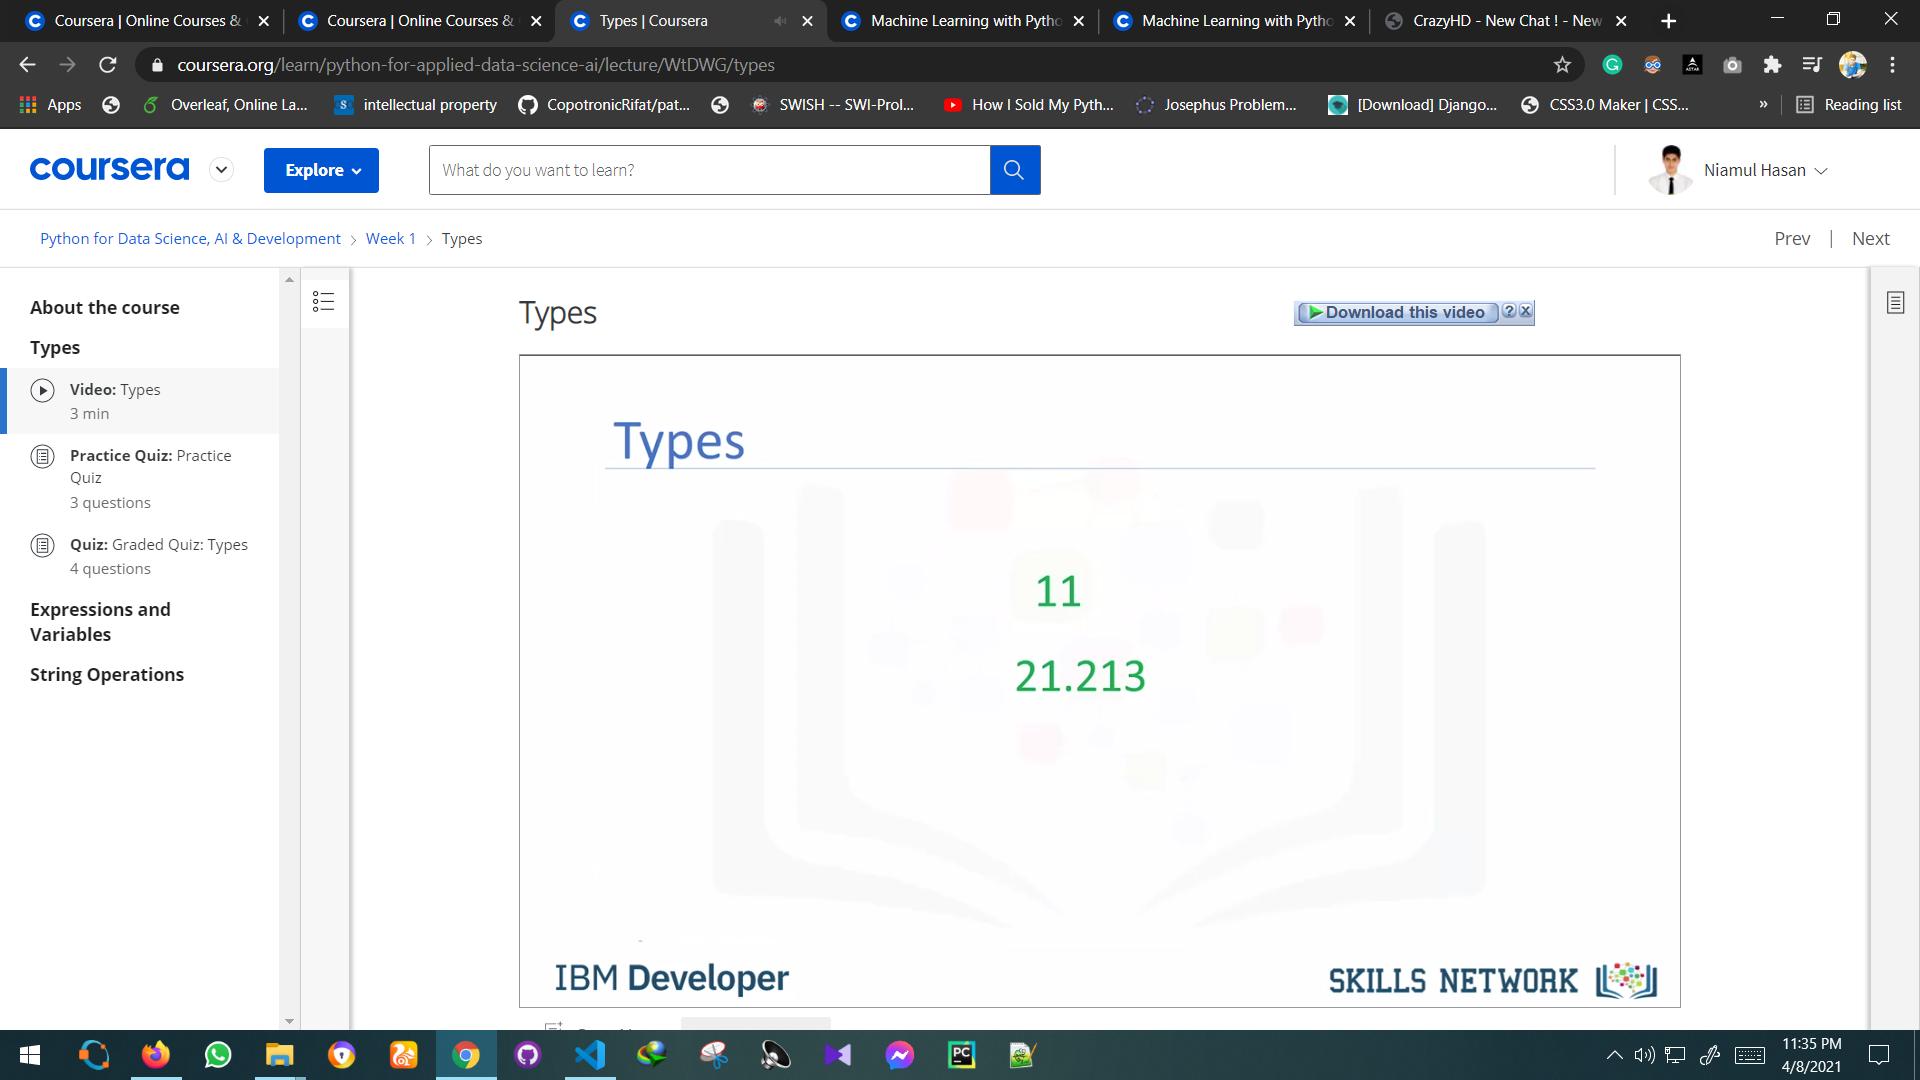 Coursera | Online Courses &
Coursera | Online Courses &
Types | Coursera
Machine Learning with Pytho
Machine Learning with Pytho
CrazyHD - New Chat ! - New
coursera.org/learn/python-for-applied-data-science-ai/lecture/WtDWG/types
Apps
Overleaf, Online La...
intellectual property
CopotronicRifat/pat...
SWISH -- SWI-Prol...
How I Sold My Pyth...
Josephus Problem...
[Download] Django...
CSS3.0 Maker | CSS...
»
Reading list
coursera
Explore
What do you want to learn?
Niamul Hasan
Python for Data Science, AI & Development > Week 1 > Types
Prev | Next
About the course
Types
Video: Types
3 min
Practice Quiz: Practice
Quiz
3 questions
Quiz: Graded Quiz: Types
4 questions
Expressions and
Variables
String Operations
Types
Download this video ? X
Types
11
21.213
IBM Developer
SKILLS NETWORK
11:35 PM
4/8/2021